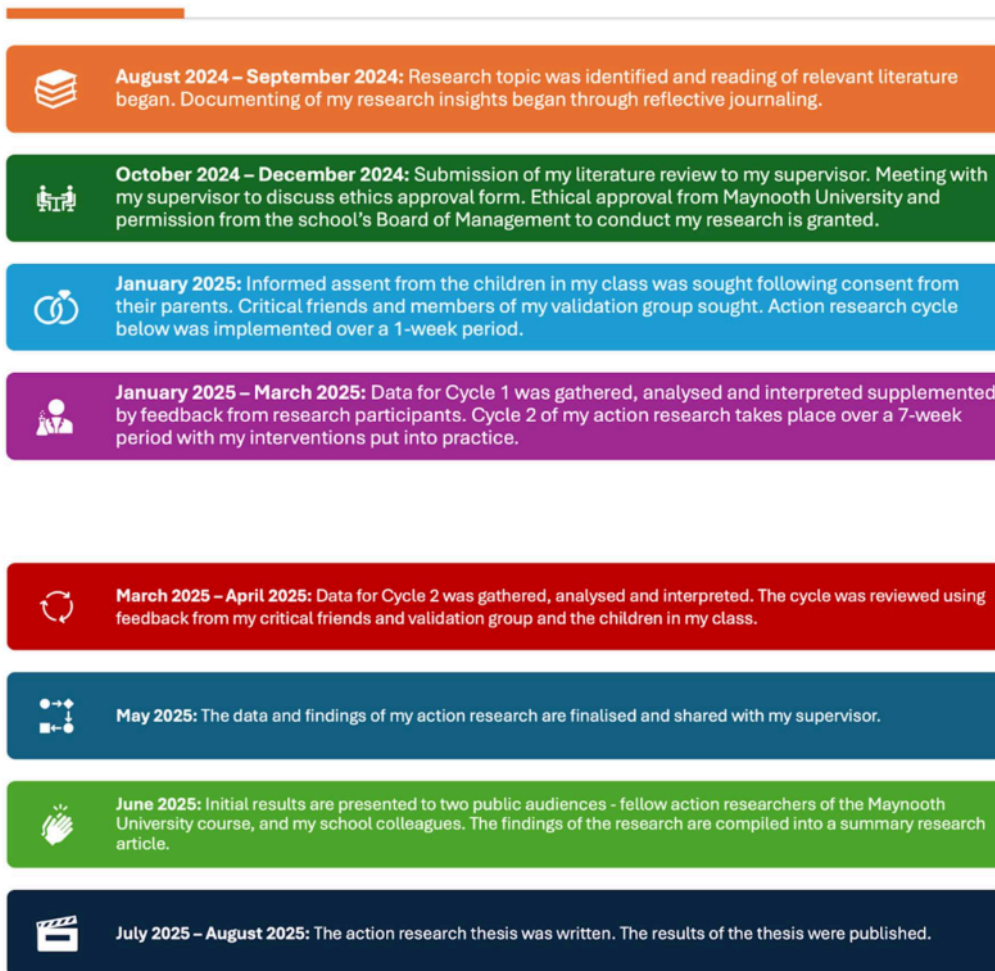 August 2024 – September 2024: Research topic was identified and reading of relevant literature
began. Documenting of my research insights began through reflective journaling.
October 2024 – December 2024: Submission of my literature review to my supervisor. Meeting with
my supervisor to discuss ethics approval form. Ethical approval from Maynooth University and
permission from the school's Board of Management to conduct my research is granted.
January 2025: Informed assent from the children in my class was sought following consent from
their parents. Critical friends and members of my validation group sought. Action research cycle
below was implemented over a 1-week period.
January 2025 – March 2025: Data for Cycle 1 was gathered, analysed and interpreted supplemented
by feedback from research participants. Cycle 2 of my action research takes place over a 7-week
period with my interventions put into practice.
March 2025 – April 2025: Data for Cycle 2 was gathered, analysed and interpreted. The cycle was reviewed using
feedback from my critical friends and validation group and the children in my class.
May 2025: The data and findings of my action research are finalised and shared with my supervisor.
June 2025: Initial results are presented to two public audiences - fellow action researchers of the Maynooth
University course, and my school colleagues. The findings of the research are compiled into a summary research
article.
July 2025 – August 2025: The action research thesis was written. The results of the thesis were published.